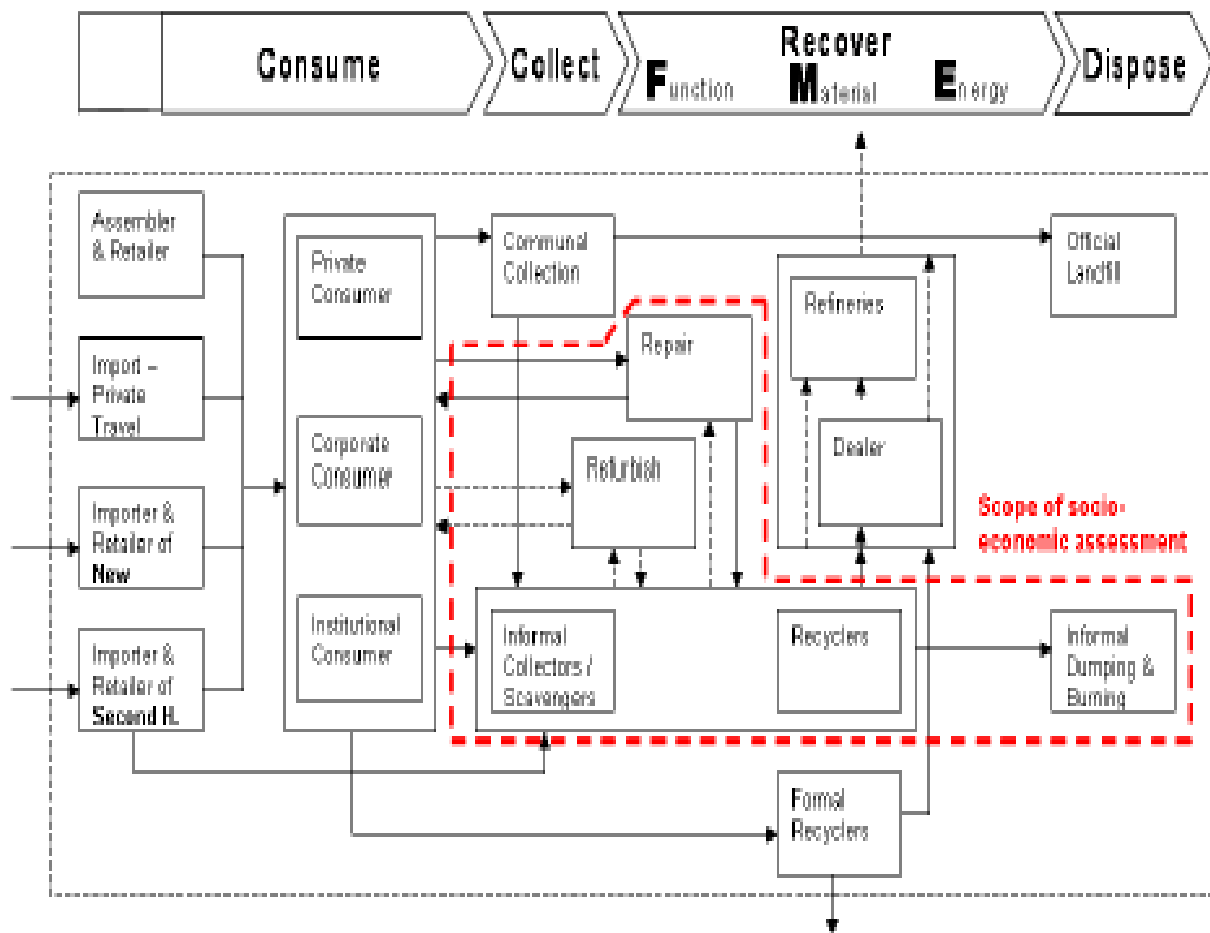 Consume
Collect
Recover
Function Material Energy
Dispose
Assembler
& Retailer
Import –
Private
Travel
Importer &
Retailer of
New
Importer &
Retailer of
Second H.
Private
Consumer
Corporate
Consumer
Institutional
Consumer
Communal
Collection
Repair
Refurbish
Informal
Collectors /
Scavengers
Recyclers
Refineries
Dealer
Formal
Recyclers
Official
Landfill
Scope of socio-
economic assessment
Informal
Dumping &
Burning